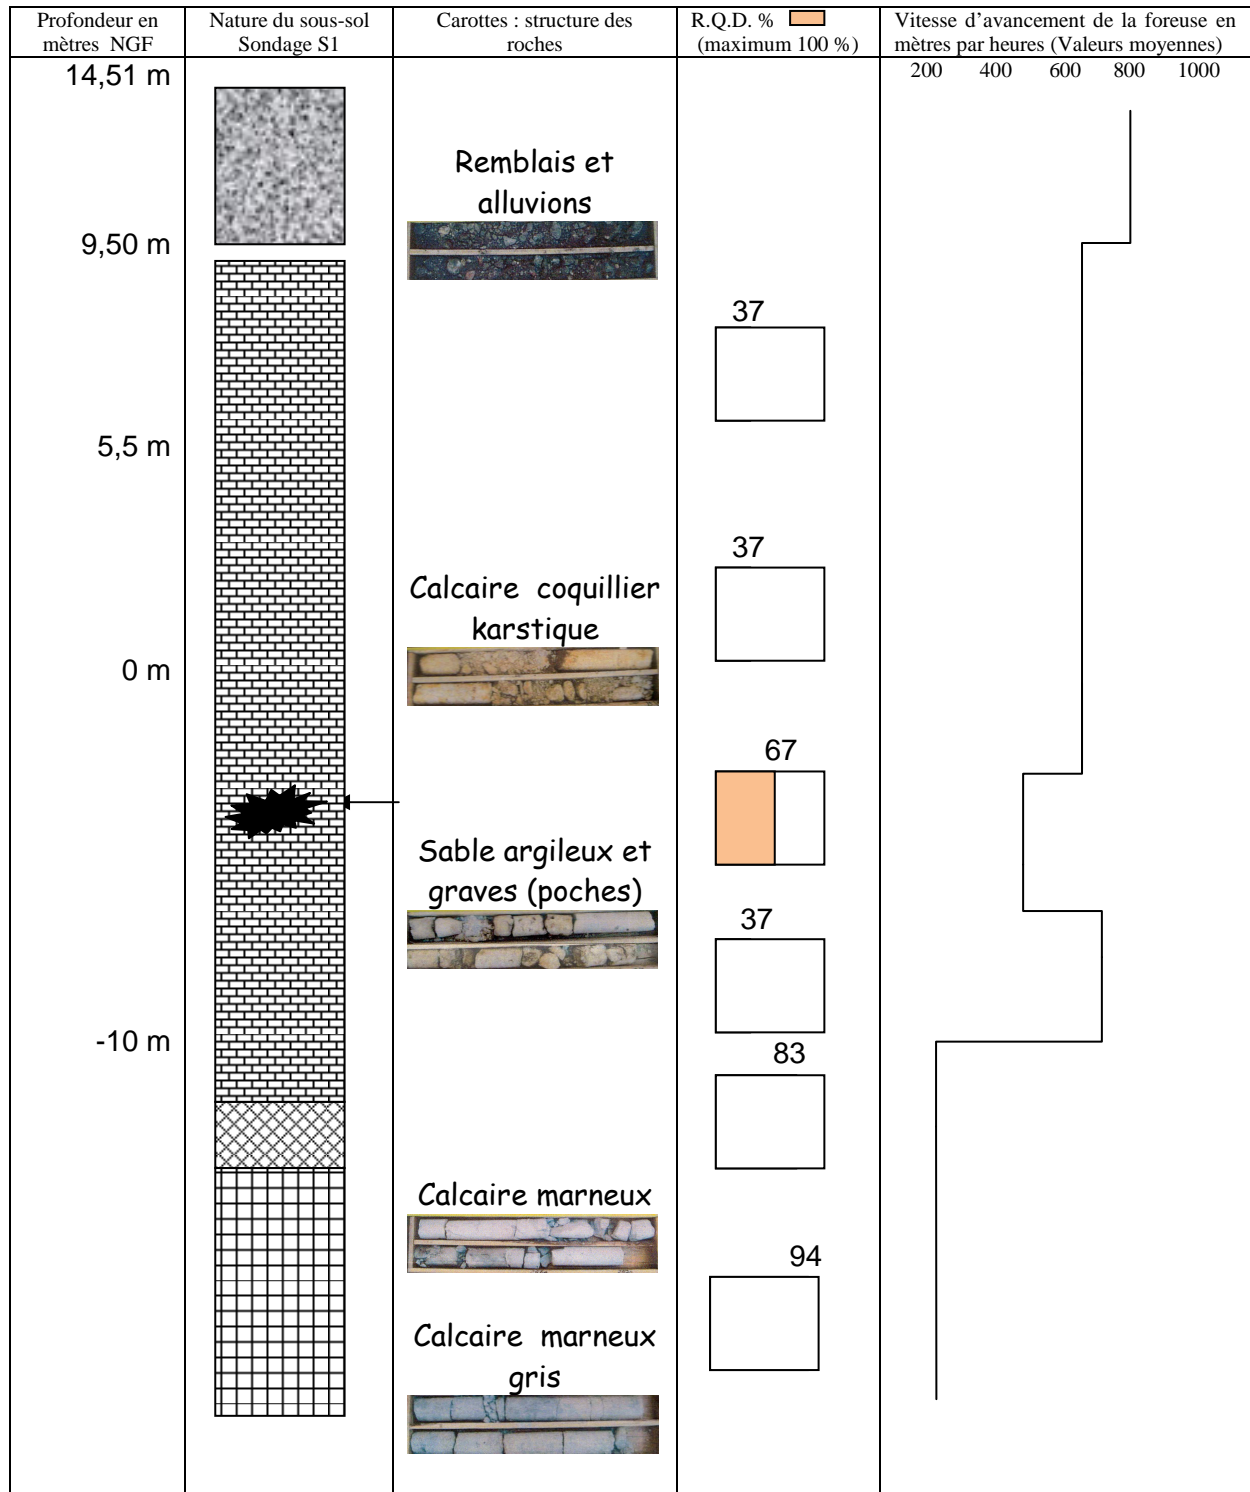 Profondeur en
mètres NGF
Nature du sous-sol
Sondage S1
Carottes : structure des
roches
R.Q.D. %
(maximum 100 %)
Vitesse d'avancement de la foreuse en
mètres par heures (Valeurs moyennes)
200 400 600 800 1000
14,51 m
Remblais et
alluvions
9,50 m
37
5,5 m
37
Calcaire coquillier
karstique
0 m
67
Sable argileux et
graves (poches)
37
-10 m
83
Calcaire marneux
94
Calcaire marneux
gris